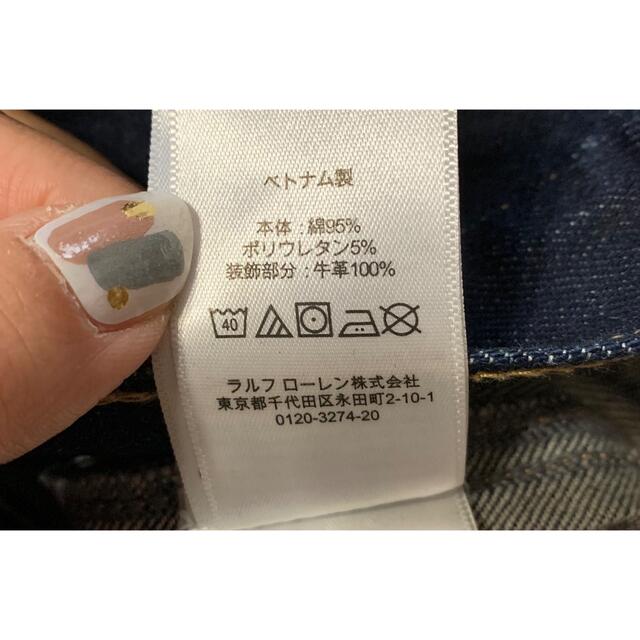 ベトナム製
本体：綿95%
ポリウレタン5%
装飾部分：牛革100%
40
ラルフ ローレン株式会社
東京都千代田区永田町2-10-1
0120-3274-20